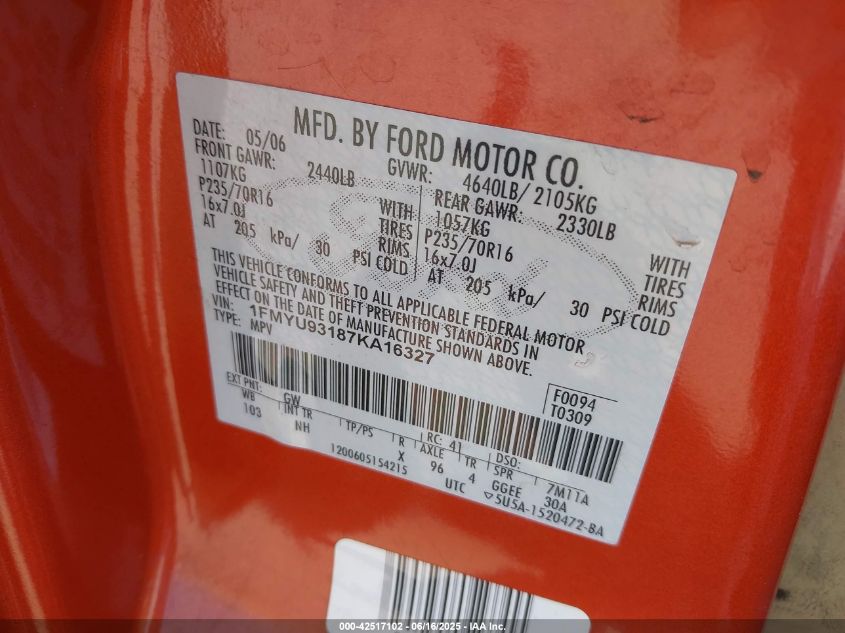 MFD. BY FORD MOTOR CO.
DATE: 05/06 GVWR: 4640LB/ 2105KG
FRONT GAWR: 2440LB REAR GAWR: 2330LB
1107KG 1057KG
P235/70R16 WITH TIRES P235/70R16 WITH TIRES
16x7.0J RIMS 16x7.0J RIMS
AT 205 kPa/ 30 PSI COLD AT 205 kPa/ 30 PSI COLD
THIS VEHICLE CONFORMS TO ALL APPLICABLE FEDERAL MOTOR
VEHICLE SAFETY AND THEFT PREVENTION STANDARDS IN
EFFECT ON THE DATE OF MANUFACTURE SHOWN ABOVE.
VIN: 1FMYU93187KA16327
TYPE: MPV
F0094
T0309
EXT PNT: GW RC: 41 DSO:
WB INT TR TP/PS R AXLE TR SPR
103 NH X 96 4 GGEE 7M11A 30A
1200605154215 UTC ▽5U5A-1520472-BA
000-42517102 - 06/16/2025 - IAA Inc.